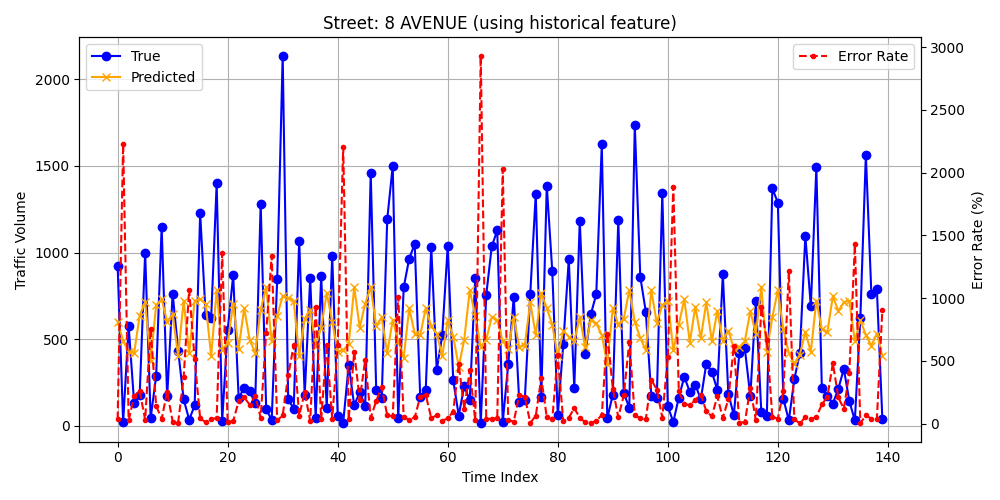 Street: 8 AVENUE (using historical feature)
True
Predicted
Error Rate
Traffic Volume
2000
1500
1000
500
0
3000
2500
2000
1500
1000
500
0
Error Rate (%)
0 20 40 60 80 100 120 140
Time Index